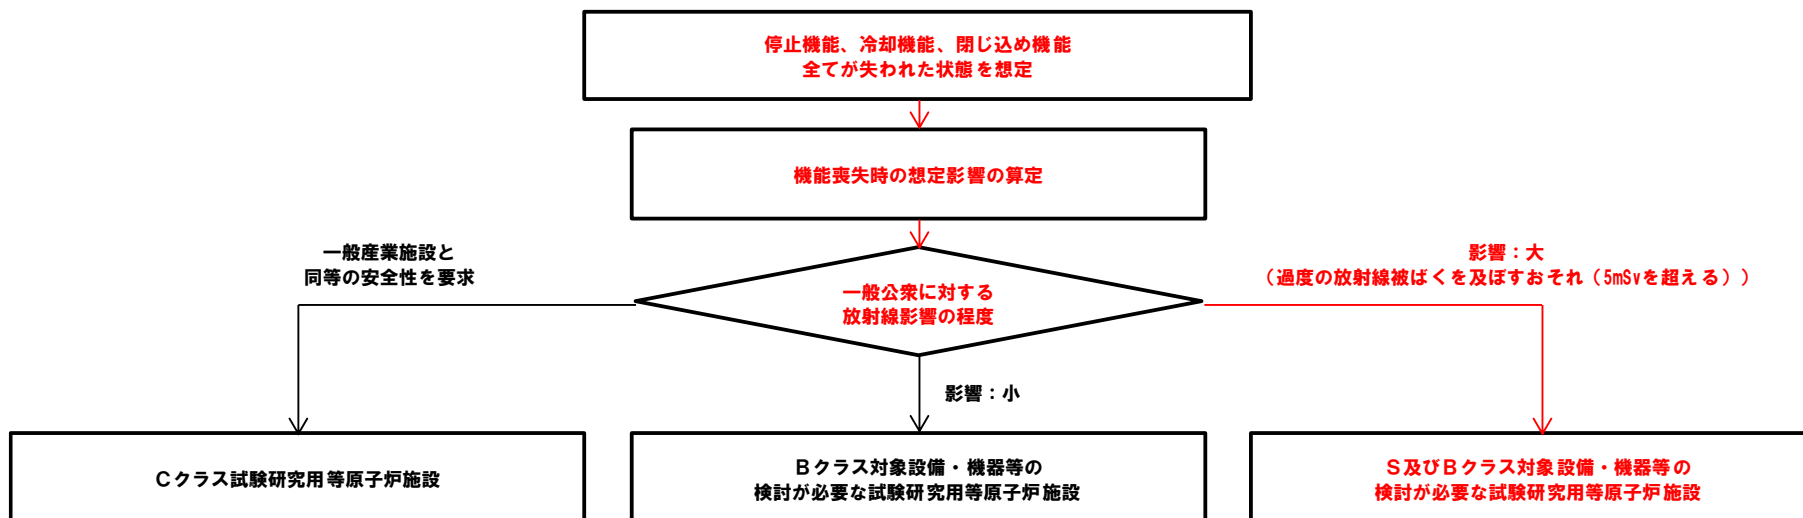 停止機能、冷却機能、閉じ込め機能
全てが失われた状態を想定
機能喪失時の想定影響の算定
一般産業施設と
同等の安全性を要求
影響：大
（過度の放射線被ばくを及ぼすおそれ（5mSvを超える））
一般公衆に対する
放射線影響の程度
影響：小
Ｃクラス試験研究用等原子炉施設
Ｂクラス対象設備・機器等の
検討が必要な試験研究用等原子炉施設
Ｓ及びＢクラス対象設備・機器等の
検討が必要な試験研究用等原子炉施設